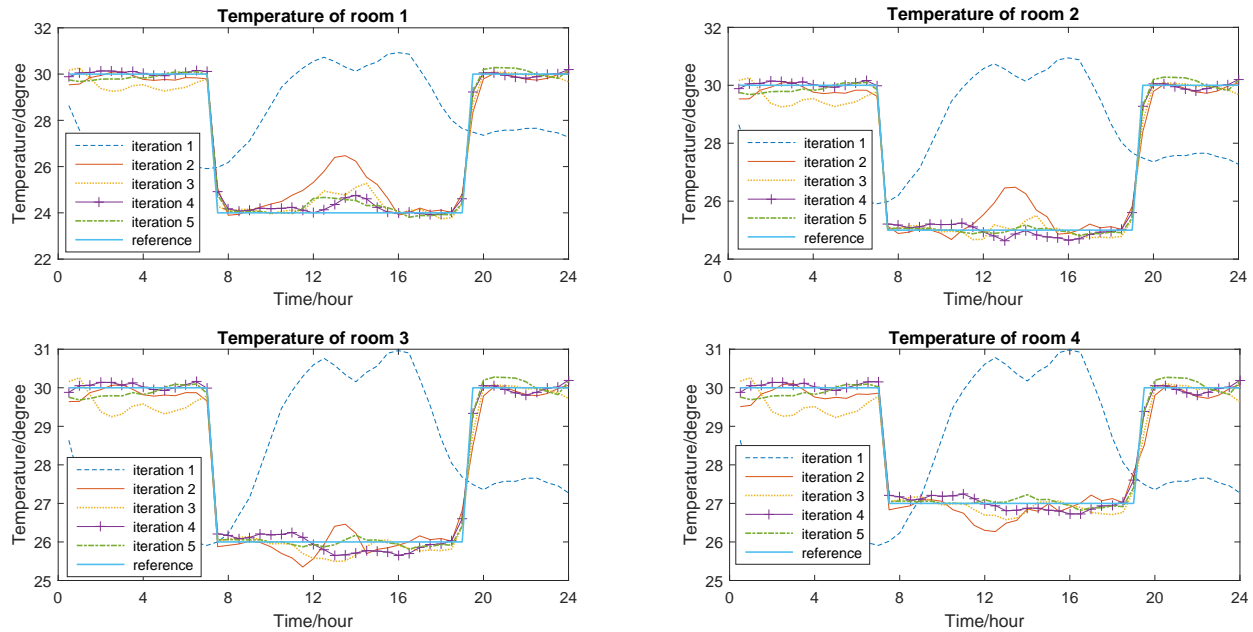 Temperature of room 1
Temperature/degree
32
30
28
26
24
22
iteration 1
iteration 2
iteration 3
iteration 4
iteration 5
reference
0 4 8 12 16 20 24
Time/hour
Temperature of room 2
Temperature/degree
32
30
28
26
24
iteration 1
iteration 2
iteration 3
iteration 4
iteration 5
reference
0 4 8 12 16 20 24
Time/hour
Temperature of room 3
Temperature/degree
31
30
29
28
27
26
25
iteration 1
iteration 2
iteration 3
iteration 4
iteration 5
reference
0 4 8 12 16 20 24
Time/hour
Temperature of room 4
Temperature/degree
31
30
29
28
27
26
25
iteration 1
iteration 2
iteration 3
iteration 4
iteration 5
reference
0 4 8 12 16 20 24
Time/hour